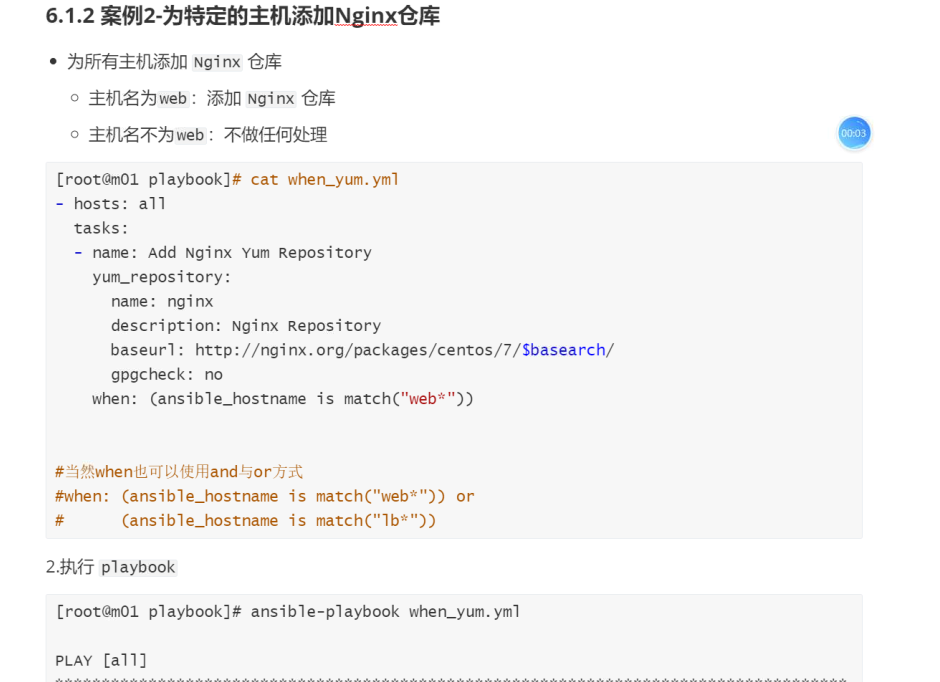 6.1.2 案例2-为特定的主机添加Nginx仓库
为所有主机添加 Nginx 仓库
主机名为web：添加 Nginx 仓库
主机名不为web：不做任何处理
00:03
[root@m01 playbook]# cat when_yum.yml
- hosts: all
  tasks:
  - name: Add Nginx Yum Repository
    yum_repository:
      name: nginx
      description: Nginx Repository
      baseurl: http://nginx.org/packages/centos/7/$basearch/
      gpgcheck: no
    when: (ansible_hostname is match("web*"))
#当然when也可以使用and与or方式
#when: (ansible_hostname is match("web*")) or
#      (ansible_hostname is match("lb*"))
2.执行 playbook
[root@m01 playbook]# ansible-playbook when_yum.yml
PLAY [all]
*************************************************************************************